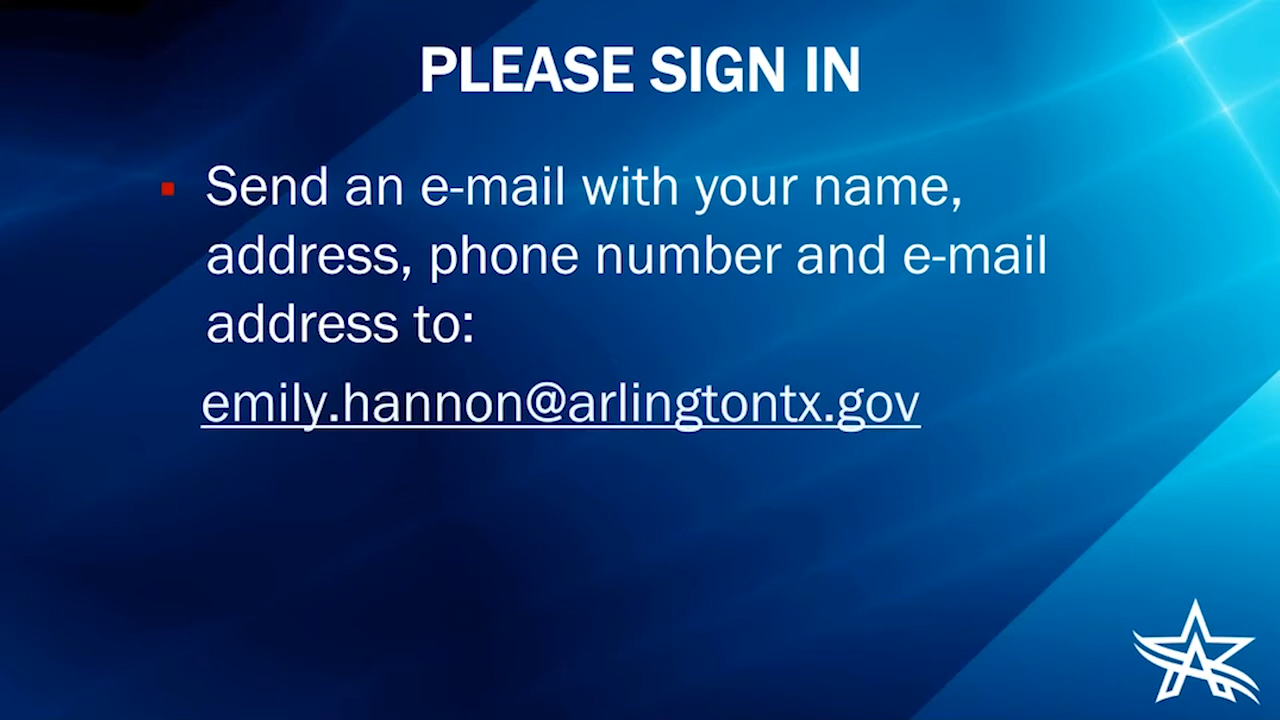 PLEASE SIGN IN
Send an e-mail with your name,
address, phone number and e-mail
address to:
emily.hannon@arlingtontx.gov